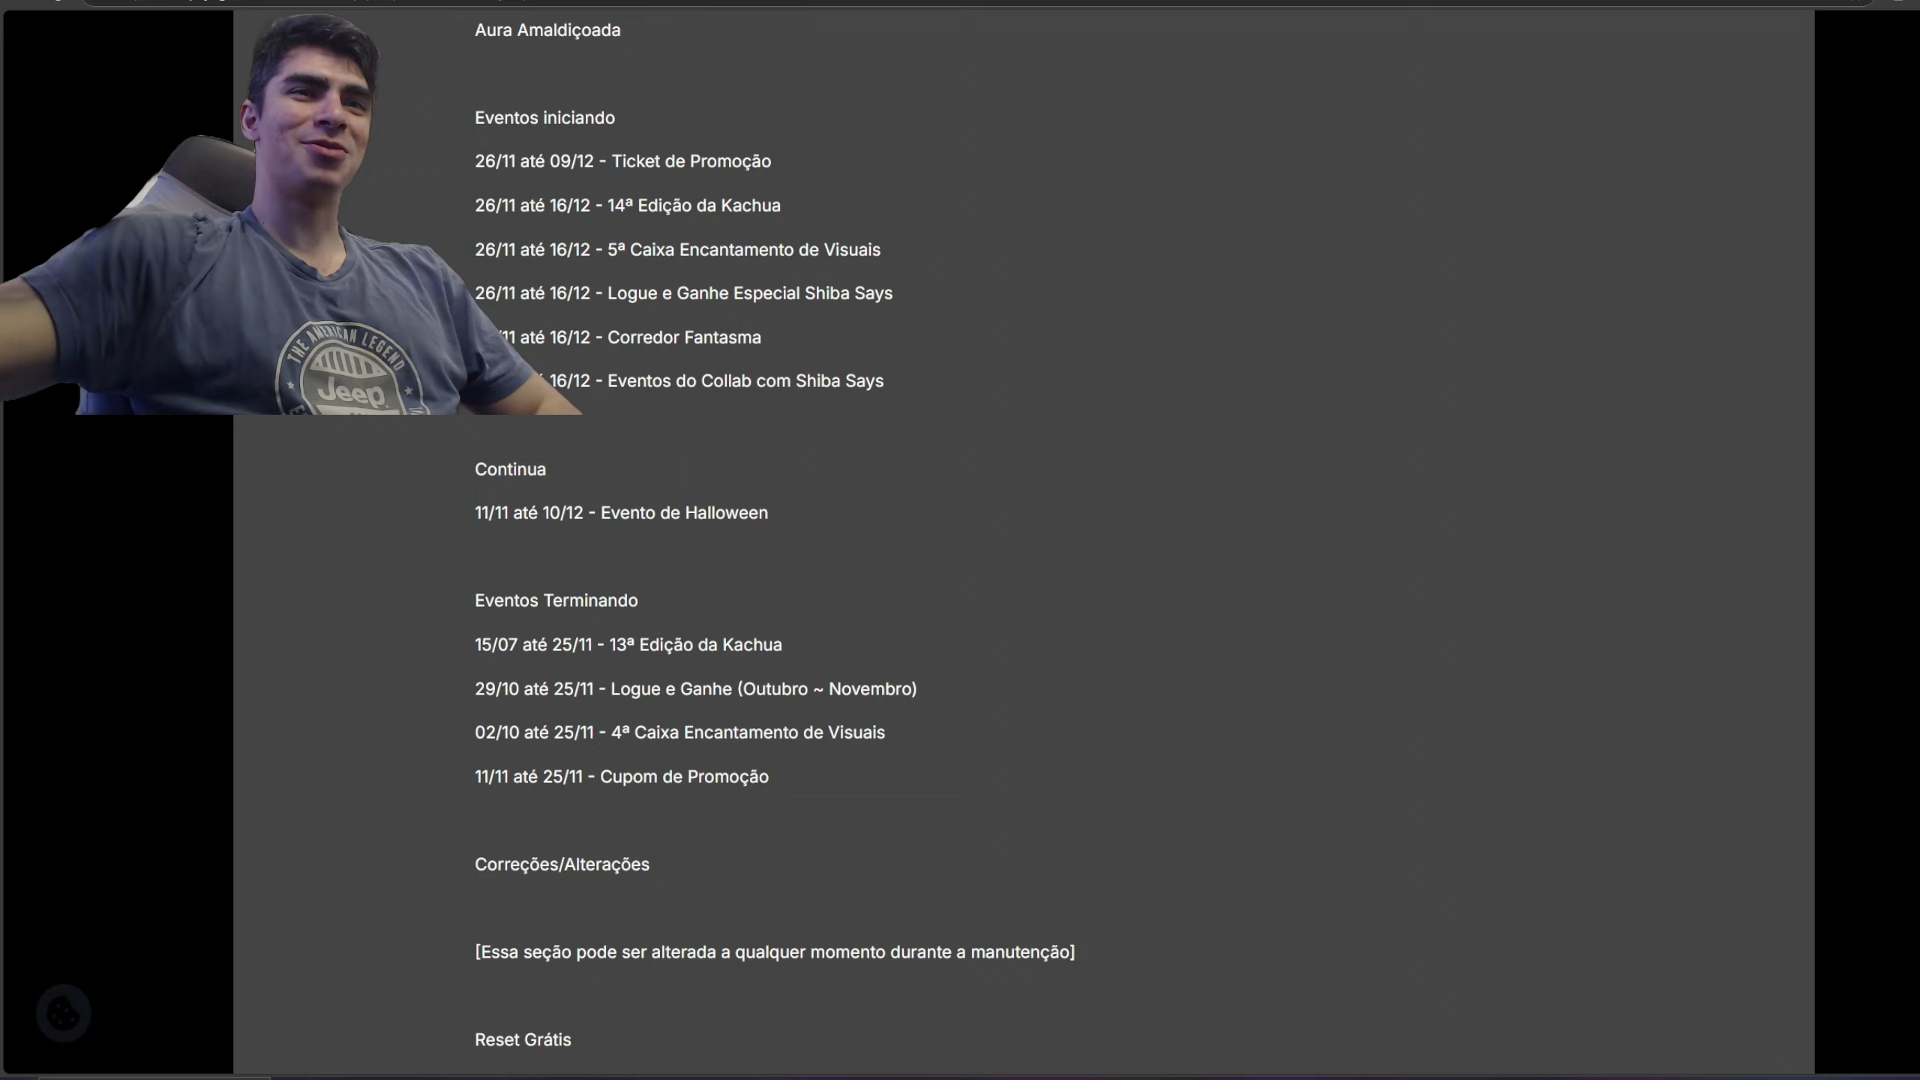 Aura Amaldiçoada
Eventos iniciando
26/11 até 09/12 - Ticket de Promoção
26/11 até 16/12 - 14ª Edição da Kachua
26/11 até 16/12 - 5ª Caixa Encantamento de Visuais
26/11 até 16/12 - Logue e Ganhe Especial Shiba Says
/11 até 16/12 - Corredor Fantasma
16/12 - Eventos do Collab com Shiba Says
THE AMERICAN LEGEND
Jeep
Continua
11/11 até 10/12 - Evento de Halloween
Eventos Terminando
15/07 até 25/11 - 13ª Edição da Kachua
29/10 até 25/11 - Logue e Ganhe (Outubro ~ Novembro)
02/10 até 25/11 - 4ª Caixa Encantamento de Visuais
11/11 até 25/11 - Cupom de Promoção
Correções/Alterações
[Essa seção pode ser alterada a qualquer momento durante a manutenção]
Reset Grátis